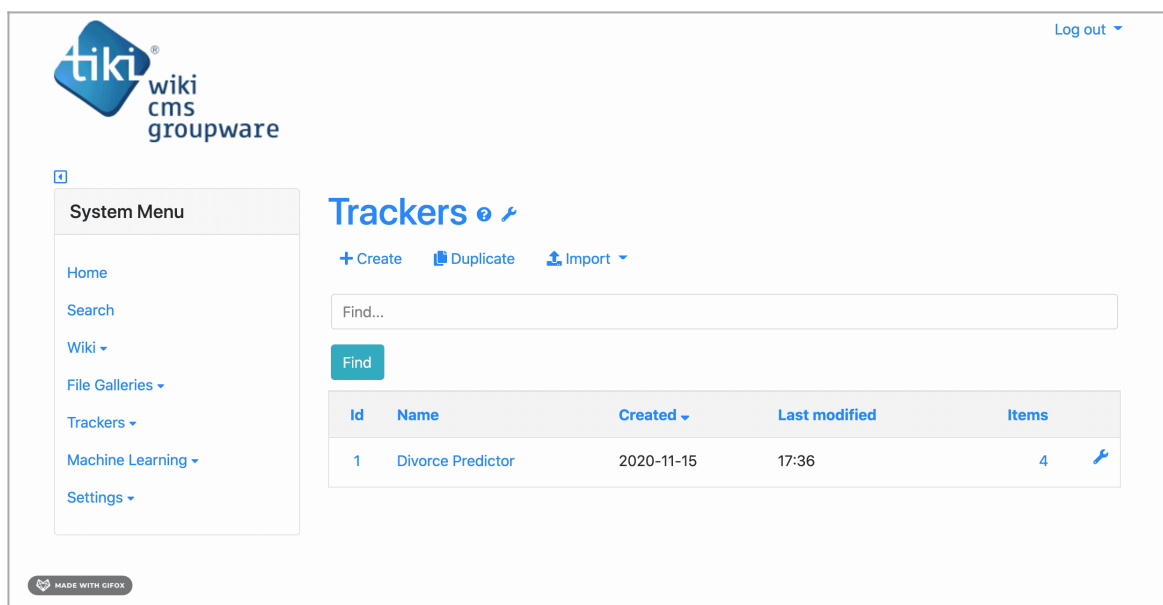 Log out
tiki®
wiki
cms
groupware
System Menu
Home
Search
Wiki
File Galleries
Trackers
Machine Learning
Settings
Trackers
Create Duplicate Import
Find...
Find
Id Name Created Last modified Items
1 Divorce Predictor 2020-11-15 17:36 4
MADE WITH GIFOX